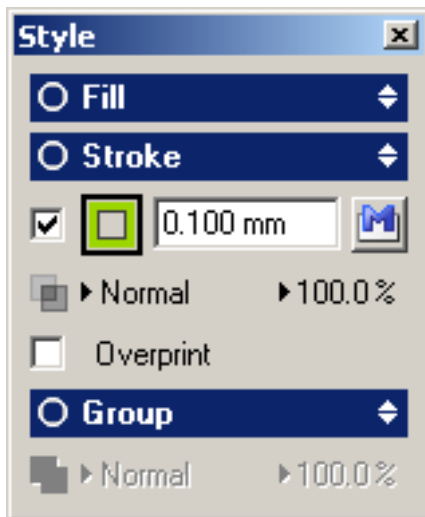 Style
Fill
Stroke
0.100 mm
Normal 100.0%
Overprint
Group
Normal 100.0%